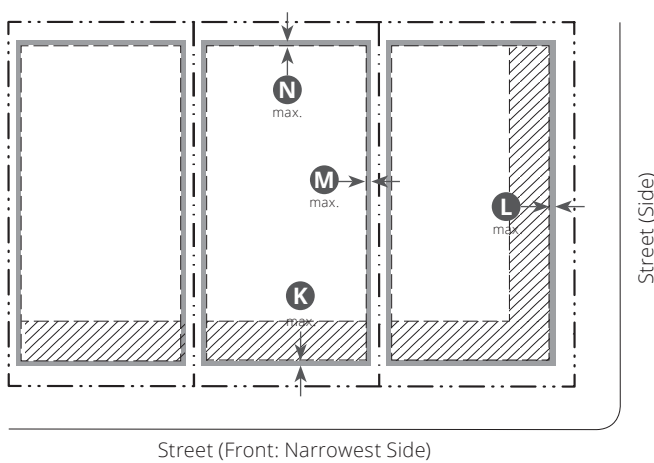 N
max.
M
max.
L
max.
K
max.
Street (Side)
Street (Front: Narrowest Side)